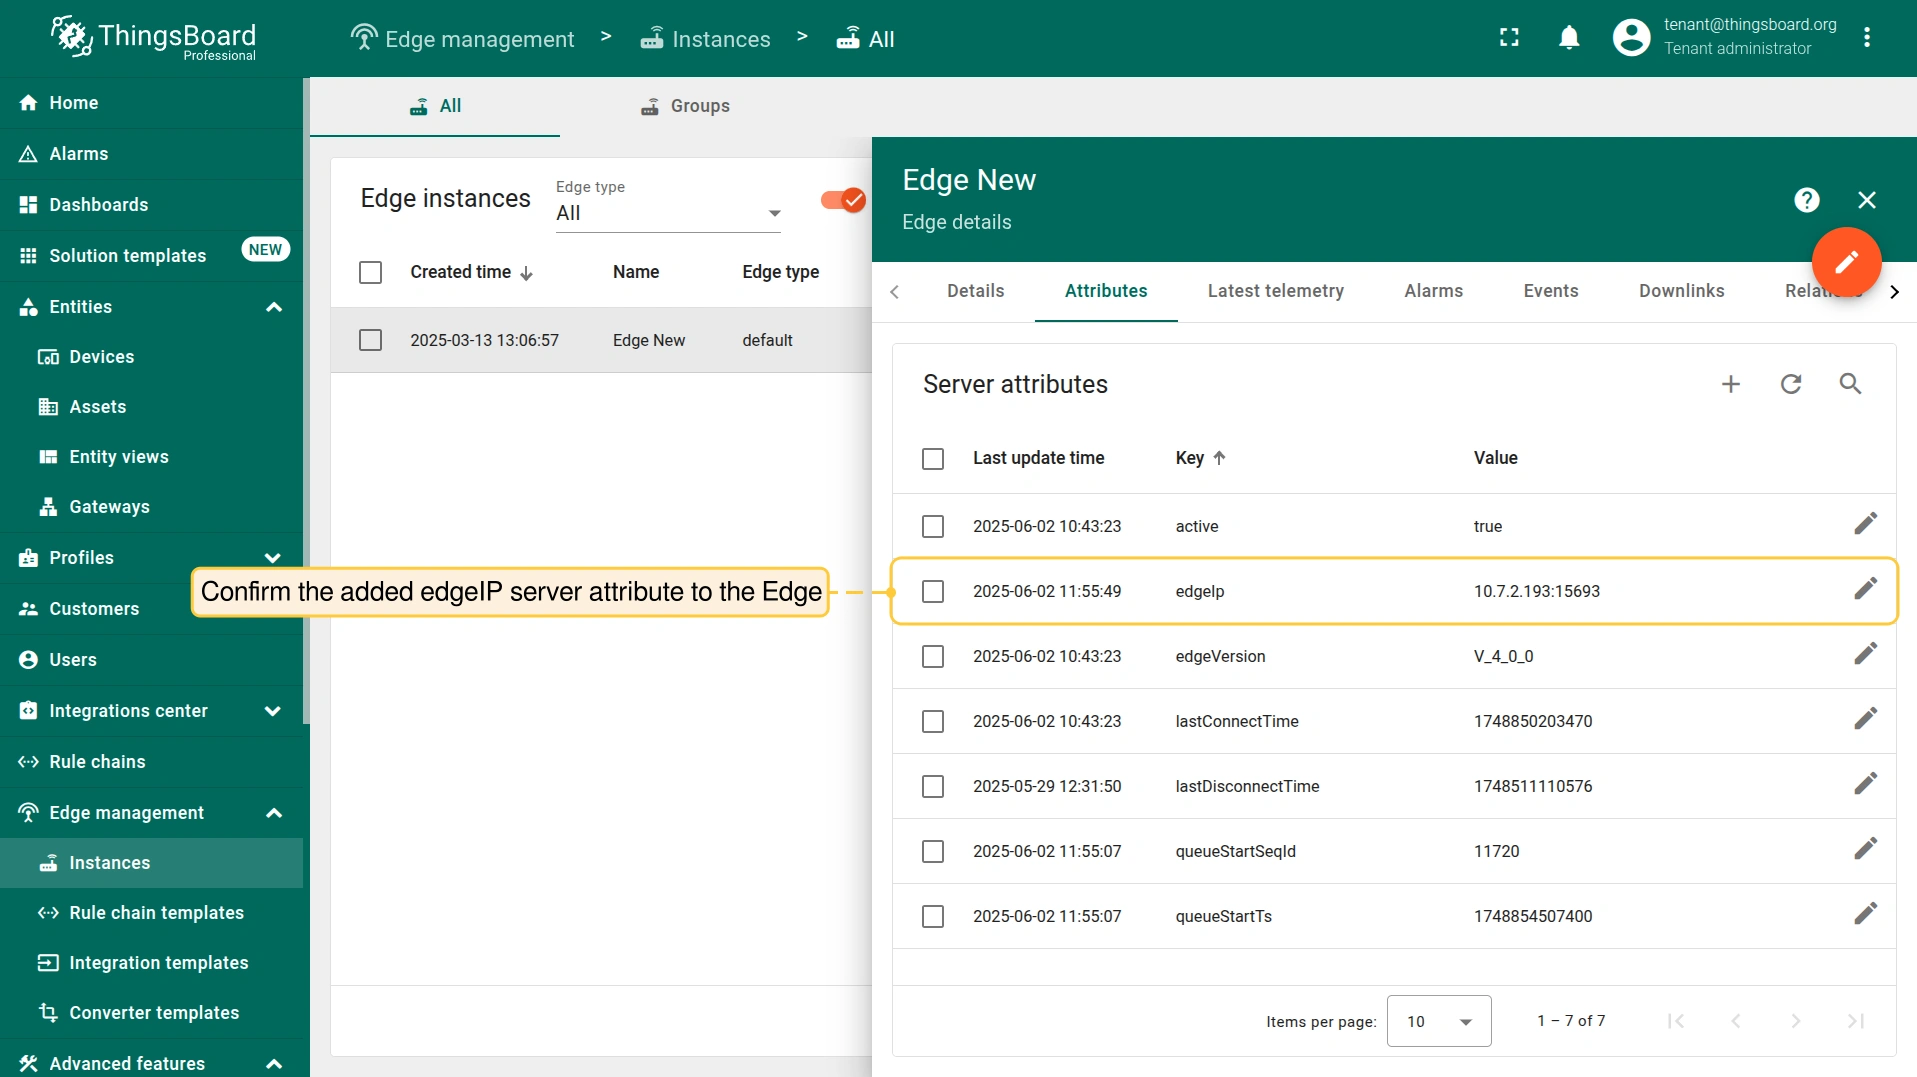 ThingsBoard
Professional
Edge management > Instances > All
tenant@thingsboard.org
Tenant administrator
Home
Alarms
Dashboards
Solution templates NEW
Entities
Devices
Assets
Entity views
Gateways
Profiles
Customers
Users
Integrations center
Rule chains
Edge management
Instances
Rule chain templates
Integration templates
Converter templates
Advanced features
All Groups
Edge instances
Edge type
All
Created time Name Edge type
2025-03-13 13:06:57 Edge New default
Confirm the added edgeIP server attribute to the Edge
Edge New
Edge details
Details Attributes Latest telemetry Alarms Events Downlinks
Server attributes
Last update time Key Value
2025-06-02 10:43:23 active true
2025-06-02 11:55:49 edgeIp 10.7.2.193:15693
2025-06-02 10:43:23 edgeVersion V_4_0_0
2025-06-02 10:43:23 lastConnectTime 1748850203470
2025-05-29 12:31:50 lastDisconnectTime 1748511110576
2025-06-02 11:55:07 queueStartSeqId 11720
2025-06-02 11:55:07 queueStartTs 1748854507400
Items per page: 10 1 – 7 of 7